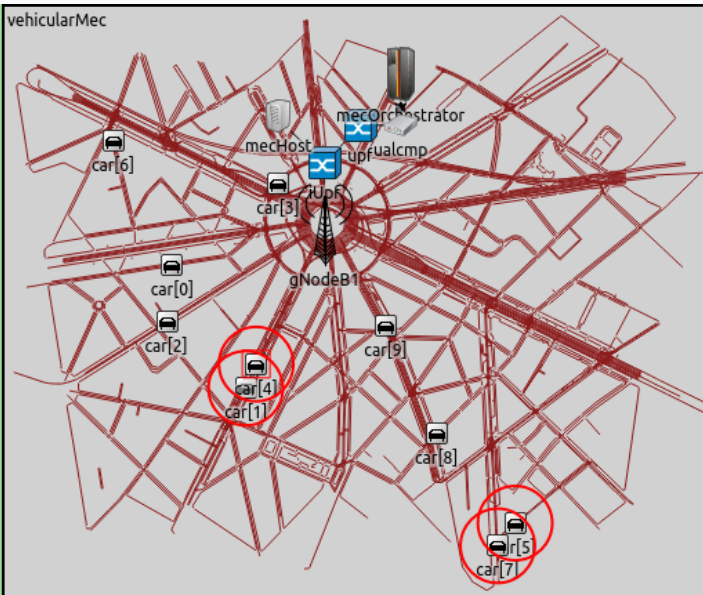 vehicularMec
mecOrchestrator
mecHost
upf
ualcmp
car[6]
iUpf
car[3]
gNodeB1
car[0]
car[2]
car[9]
car[4]
car[1]
car[8]
r[5]
car[7]